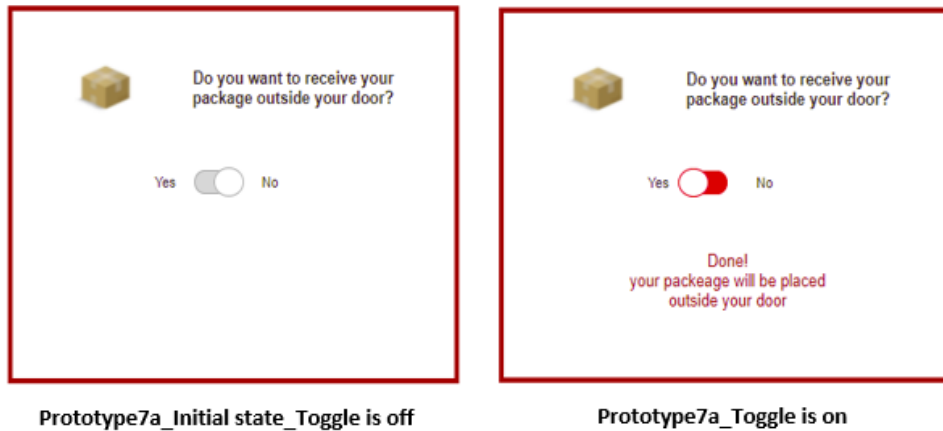 Do you want to receive your
package outside your door?
Yes
No
Prototype7a_Initial state_Toggle is off
Do you want to receive your
package outside your door?
Yes
No
Done!
your packeage will be placed
outside your door
Prototype7a_Toggle is on